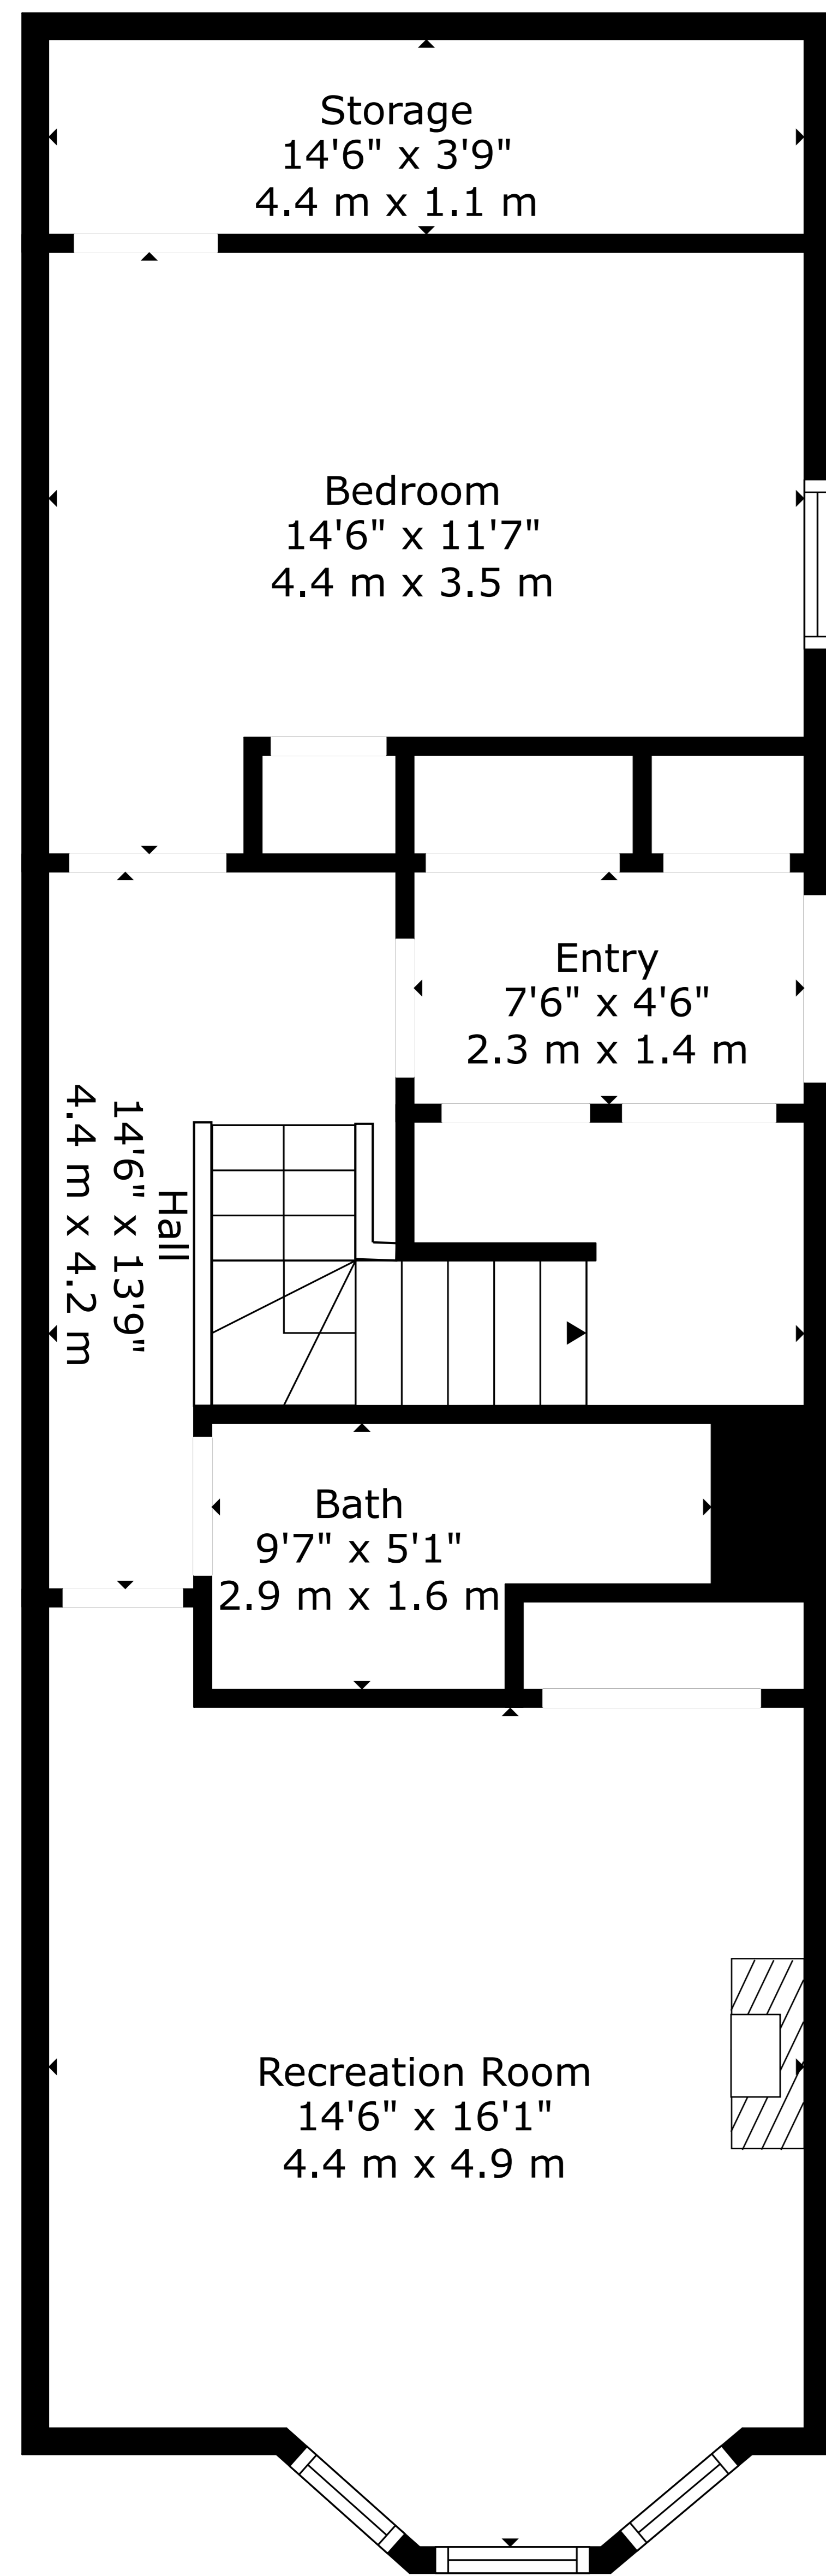 Storage
14'6" x 3'9"
4.4 m x 1.1 m
Bedroom
14'6" x 11'7"
4.4 m x 3.5 m
Entry
7'6" x 4'6"
2.3 m x 1.4 m
Hall
14'6" x 13'9"
4.4 m x 4.2 m
Bath
9'7" x 5'1"
2.9 m x 1.6 m
Recreation Room
14'6" x 16'1"
4.4 m x 4.9 m